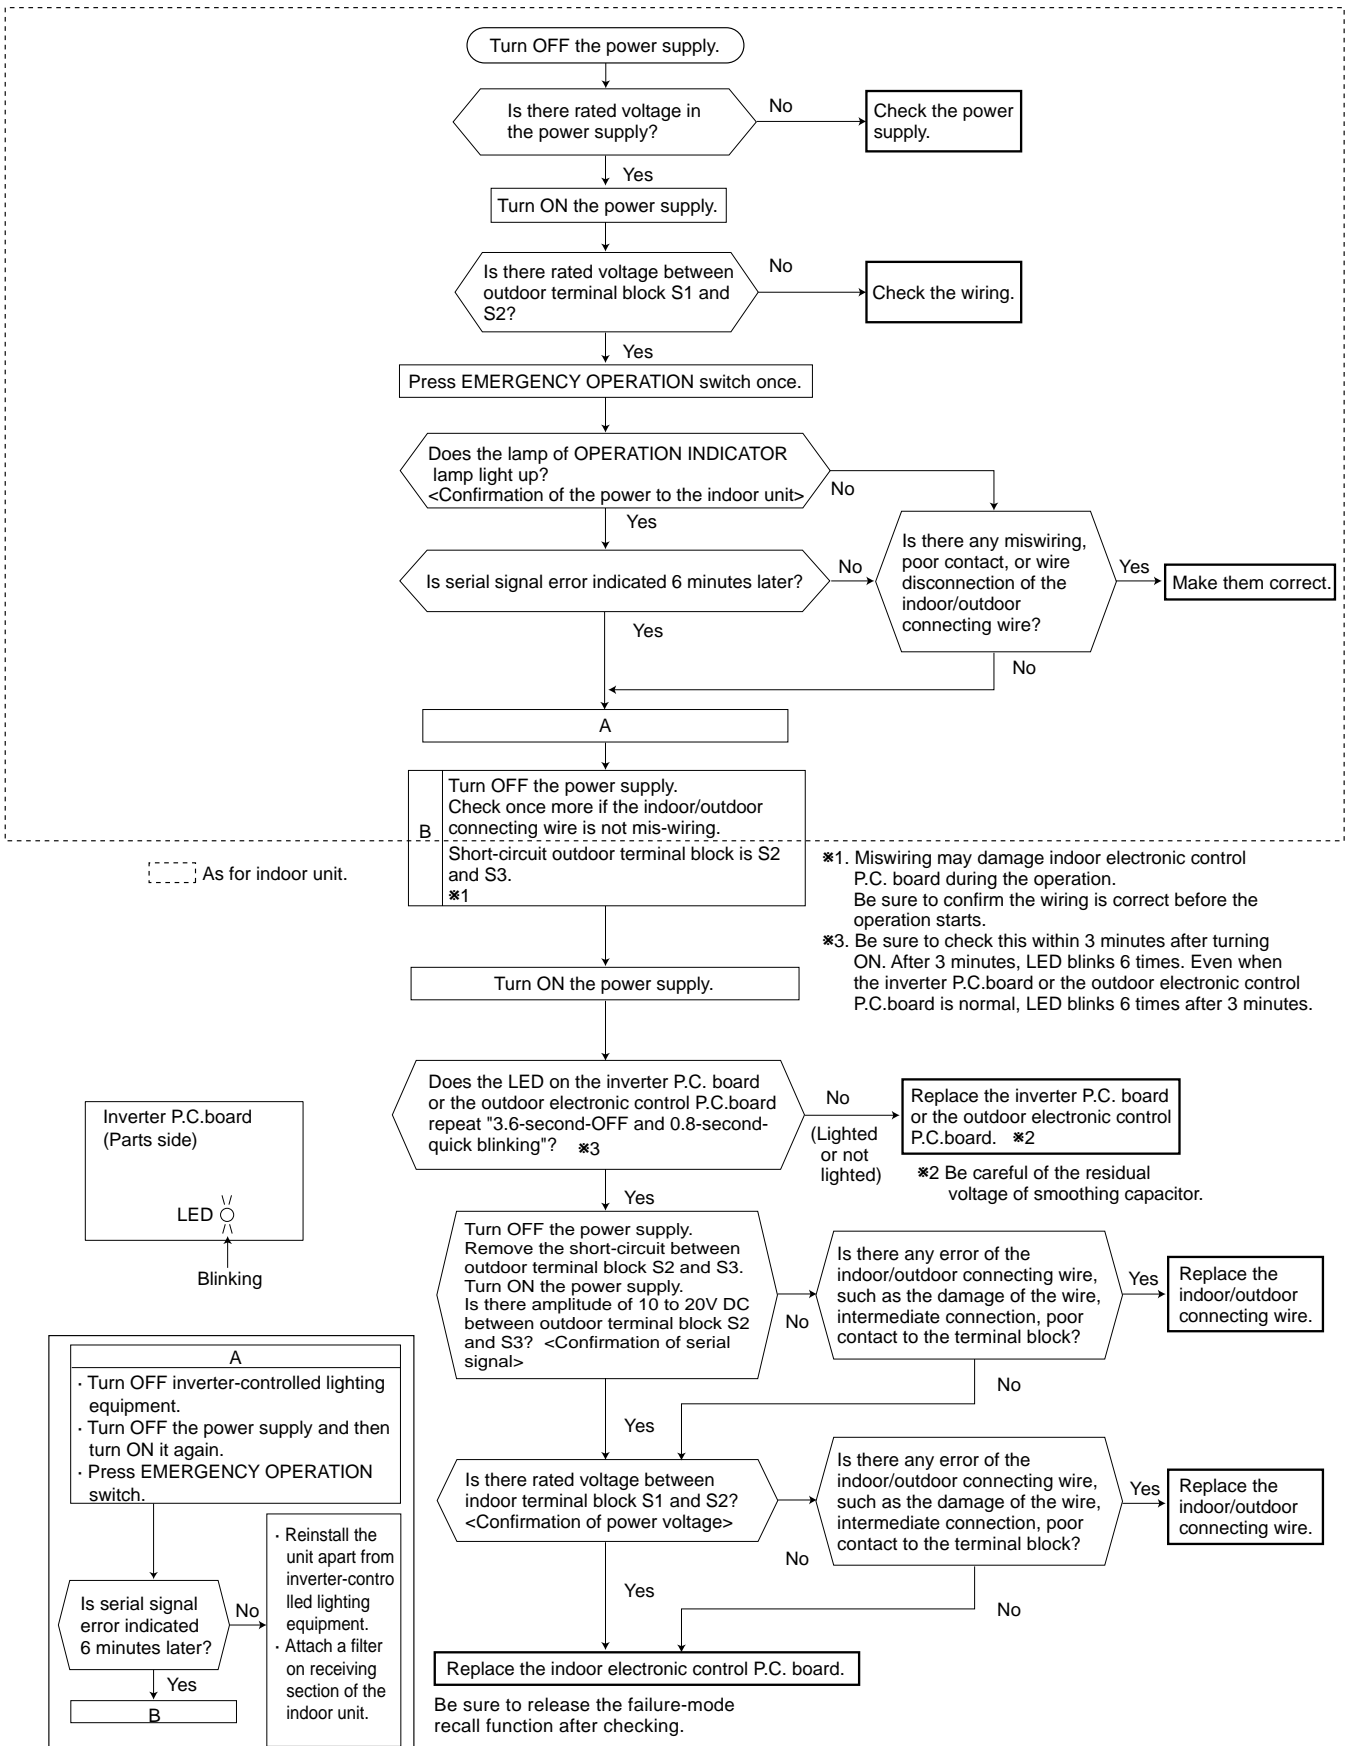 Turn OFF the power supply.
Is there rated voltage in
the power supply?
No
Check the power
supply.
Yes
Turn ON the power supply.
Is there rated voltage between
outdoor terminal block S1 and
S2?
No
Check the wiring.
Yes
Press EMERGENCY OPERATION switch once.
Does the lamp of OPERATION INDICATOR
lamp light up?
<Confirmation of the power to the indoor unit>
No
Yes
Is serial signal error indicated 6 minutes later?
No
Is there any miswiring,
poor contact, or wire
disconnection of the
indoor/outdoor
connecting wire?
Yes
Make them correct.
Yes
No
A
B
Turn OFF the power supply.
Check once more if the indoor/outdoor
connecting wire is not mis-wiring.
Short-circuit outdoor terminal block is S2
and S3.
※1
As for indoor unit.
※1. Miswiring may damage indoor electronic control
P.C. board during the operation.
Be sure to confirm the wiring is correct before the
operation starts.
※3. Be sure to check this within 3 minutes after turning
ON. After 3 minutes, LED blinks 6 times. Even when
the inverter P.C.board or the outdoor electronic control
P.C.board is normal, LED blinks 6 times after 3 minutes.
Turn ON the power supply.
Does the LED on the inverter P.C. board
or the outdoor electronic control P.C.board
repeat "3.6-second-OFF and 0.8-second-
quick blinking"? ※3
No
(Lighted
or not
lighted)
Replace the inverter P.C. board
or the outdoor electronic control
P.C.board. ※2
※2 Be careful of the residual
voltage of smoothing capacitor.
Inverter P.C.board
(Parts side)
LED
Blinking
Yes
Turn OFF the power supply.
Remove the short-circuit between
outdoor terminal block S2 and S3.
Turn ON the power supply.
Is there amplitude of 10 to 20V DC
between outdoor terminal block S2
and S3? <Confirmation of serial
signal>
No
Is there any error of the
indoor/outdoor connecting wire,
such as the damage of the wire,
intermediate connection, poor
contact to the terminal block?
Yes
Replace the
indoor/outdoor
connecting wire.
No
Yes
Is there rated voltage between
indoor terminal block S1 and S2?
<Confirmation of power voltage>
No
Is there any error of the
indoor/outdoor connecting wire,
such as the damage of the wire,
intermediate connection, poor
contact to the terminal block?
Yes
Replace the
indoor/outdoor
connecting wire.
No
Yes
Replace the indoor electronic control P.C. board.
Be sure to release the failure-mode
recall function after checking.
A
· Turn OFF inverter-controlled lighting
equipment.
· Turn OFF the power supply and then
turn ON it again.
· Press EMERGENCY OPERATION
switch.
Is serial signal
error indicated
6 minutes later?
No
· Reinstall the
unit apart from
inverter-contro
lled lighting
equipment.
· Attach a filter
on receiving
section of the
indoor unit.
Yes
B